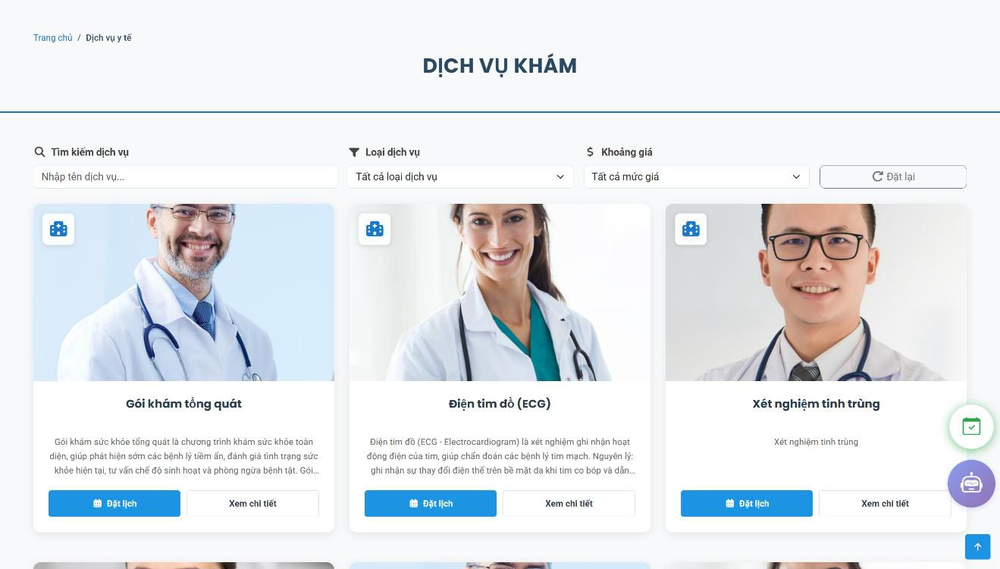 Trang chủ / Dịch vụ y tế
DỊCH VỤ KHÁM
Tìm kiếm dịch vụ
Loại dịch vụ
$ Khoảng giá
Nhập tên dịch vụ...
Tất cả loại dịch vụ
Tất cả mức giá
Đặt lại
Gói khám tổng quát
Gói khám sức khỏe tổng quát là chương trình khám sức khỏe toàn
diện, giúp phát hiện sớm các bệnh lý tiềm ẩn, đánh giá tình trạng sức
khỏe hiện tại, tư vấn chế độ sinh hoạt và phòng ngừa bệnh tật. Gói...
Đặt lịch
Xem chi tiết
Điện tim đồ (ECG)
Điện tim đồ (ECG - Electrocardiogram) là xét nghiệm ghi nhận hoạt
động điện của tim, giúp chẩn đoán các bệnh lý tim mạch. Nguyên lý:
ghi nhận sự thay đổi điện thế trên bề mặt da khi tim co bóp và dẫn...
Đặt lịch
Xem chi tiết
Xét nghiệm tinh trùng
Xét nghiệm tinh trùng
Đặt lịch
Xem chi tiết